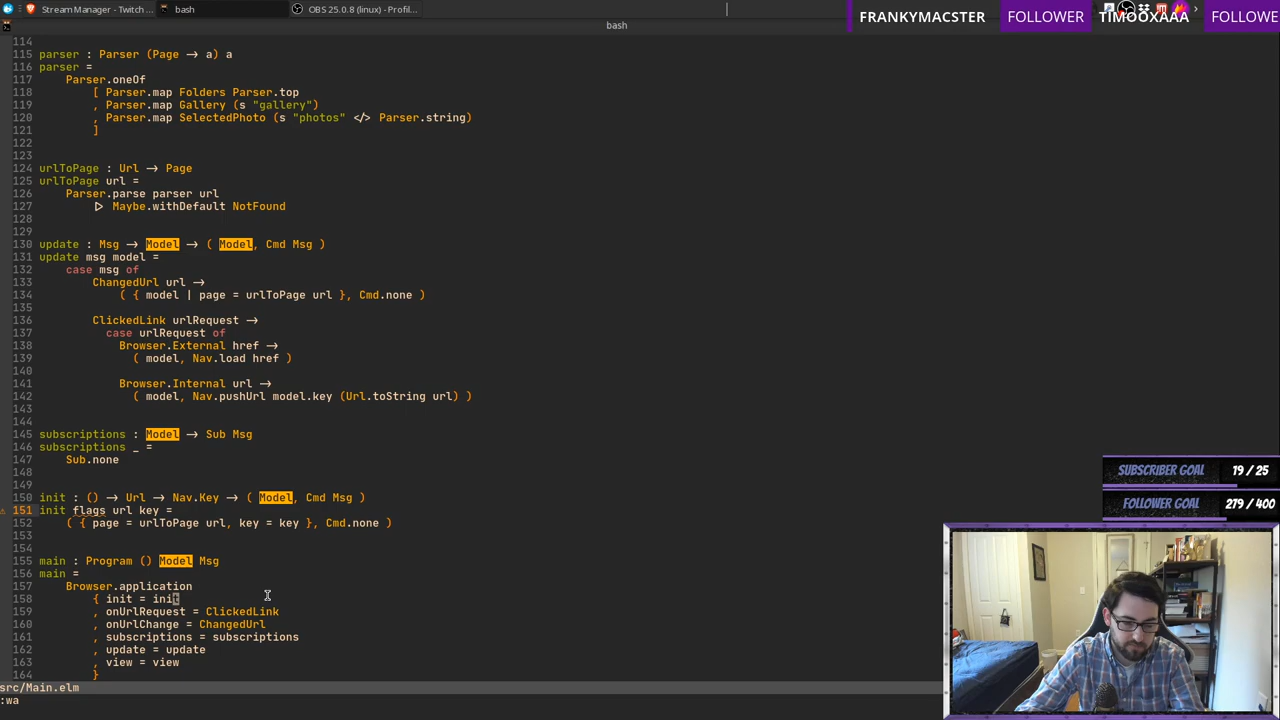 Stream Manager - Twitch ... bash OBS 25.0.8 (linux) - Profil...
bash
FRANKYMACSTER FOLLOWER TIMOOXAAA FOLLOWE
114
115 parser : Parser (Page -> a) a
116 parser =
117 Parser.oneOf
118 [ Parser.map Folders Parser.top
119 , Parser.map Gallery (s "gallery")
120 , Parser.map SelectedPhoto (s "photos" </> Parser.string)
121 ]
122
123
124 urlToPage : Url -> Page
125 urlToPage url =
126 Parser.parse parser url
127 |> Maybe.withDefault NotFound
128
129
130 update : Msg -> Model -> ( Model, Cmd Msg )
131 update msg model =
132 case msg of
133 ChangedUrl url ->
134 ( { model | page = urlToPage url }, Cmd.none )
135
136 ClickedLink urlRequest ->
137 case urlRequest of
138 Browser.External href ->
139 ( model, Nav.load href )
140
141 Browser.Internal url ->
142 ( model, Nav.pushUrl model.key (Url.toString url) )
143
144
145 subscriptions : Model -> Sub Msg
146 subscriptions _ =
147 Sub.none
148
149
150 init : () -> Url -> Nav.Key -> ( Model, Cmd Msg )
151 init flags url key =
152 ( { page = urlToPage url, key = key }, Cmd.none )
153
154
155 main : Program () Model Msg
156 main =
157 Browser.application
158 { init = init
159 , onUrlRequest = ClickedLink
160 , onUrlChange = ChangedUrl
161 , subscriptions = subscriptions
162 , update = update
163 , view = view
164 }
src/Main.elm
:wa
SUBSCRIBER GOAL 19 / 25
FOLLOWER GOAL 279 / 400